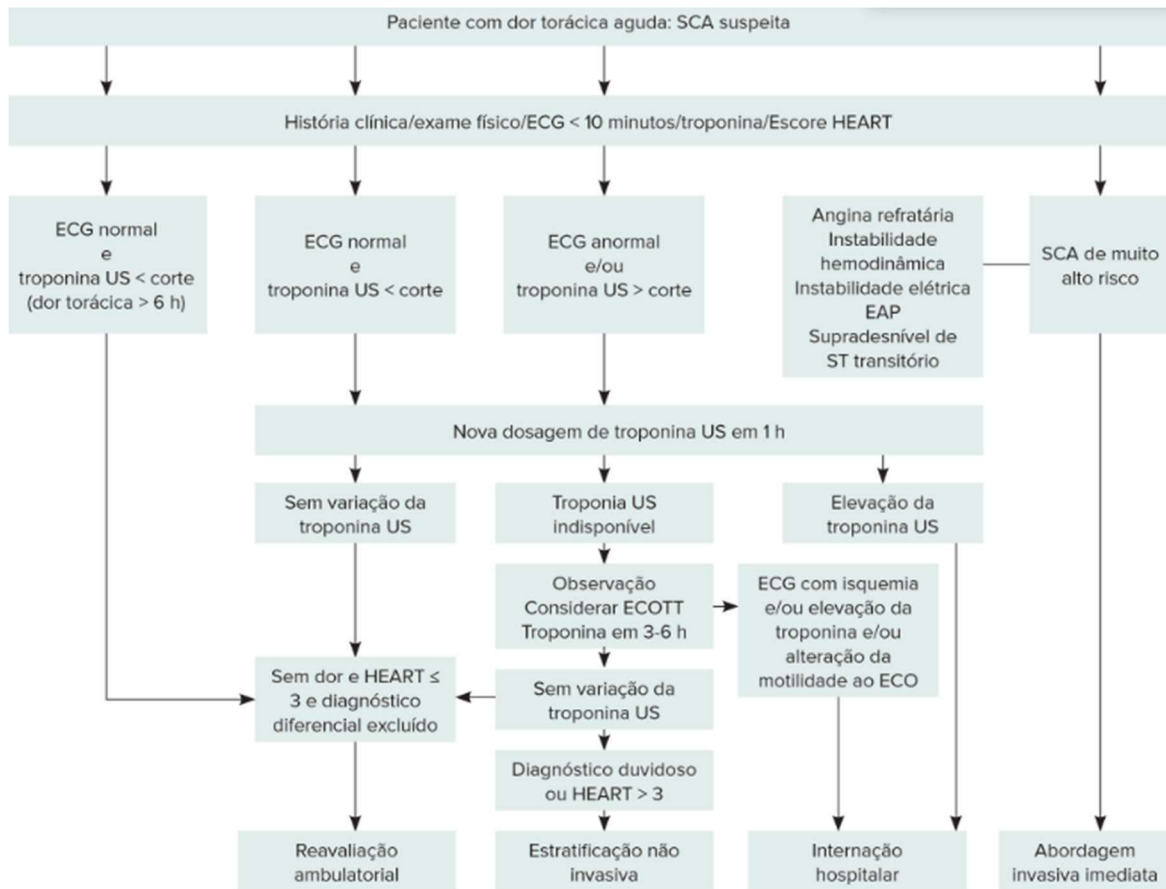 Paciente com dor torácica aguda: SCA suspeita
História clínica/exame físico/ECG < 10 minutos/troponina/Escore HEART
ECG normal
e
troponina US < corte
(dor torácica > 6 h)
ECG normal
e
troponina US < corte
ECG anormal
e/ou
troponina US > corte
Angina refratária
Instabilidade
hemodinâmica
Instabilidade elétrica
EAP
Supradesnível de
ST transitório
SCA de muito
alto risco
Nova dosagem de troponina US em 1 h
Sem variação da
troponina US
Troponia US
indisponível
Elevação da
troponina US
Observação
Considerar ECOTT
Troponina em 3-6 h
ECG com isquemia
e/ou elevação da
troponina e/ou
alteração da
motilidade ao ECO
Sem dor e HEART ≤
3 e diagnóstico
diferencial excluído
Sem variação da
troponina US
Diagnóstico duvidoso
ou HEART > 3
Reavaliação
ambulatorial
Estratificação não
invasiva
Internação
hospitalar
Abordagem
invasiva imediata